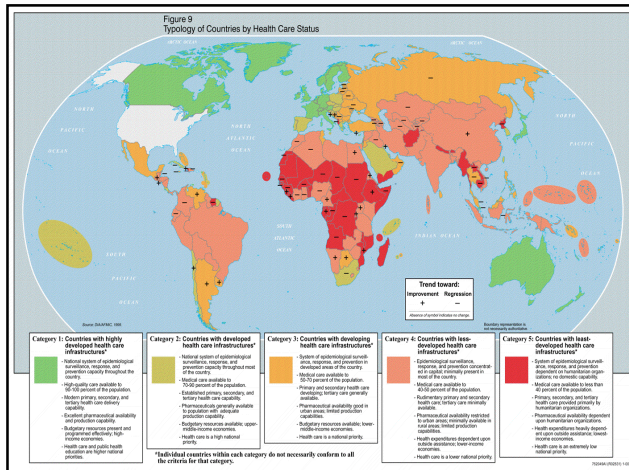 Figure 9
Typology of Countries by Health Care Status
ARCTIC OCEAN
ARCTIC OCEAN
NORTH
PACIFIC
OCEAN
NORTH
ATLANTIC
OCEAN
NORTH
PACIFIC
OCEAN
SOUTH
PACIFIC
OCEAN
SOUTH
ATLANTIC
OCEAN
INDIAN OCEAN
Trend toward:
Improvement Regression
+ −
Absence of symbol indicates no change.
Boundary representation is
not necessarily authoritative.
Category 1: Countries with highly
developed health care
infrastructures*
- National system of epidemiological
surveillance, response, and
prevention capacity throughout
the country.
- High-quality care available to
90-100 percent of the population.
- Modern primary, secondary, and
tertiary health care delivery
capability.
- Excellent pharmaceutical availability
and production capability.
- Budgetary resources present and
programmed effectively; high-
income economies.
- Health care and public health
education are higher national
priorities.
Category 2: Countries with developed
health care infrastructures*
- National system of epidemiological
surveillance, response, and
prevention capacity throughout most
of the country.
- Medical care available to
70-90 percent of the population.
- Established primary, secondary, and
tertiary health care capability.
- Pharmaceuticals generally available
to population with adequate
production capability.
- Budgetary resources available; upper-
middle-income economies.
- Health care is a high national
priority.
Category 3: Countries with developing
health care infrastructures*
- System of epidemiological surveil-
lance, response, and prevention in
developed areas of the country.
- Medical care available to
50-70 percent of the population.
- Primary and secondary health care
developing; tertiary care generally
available.
- Pharmaceutical availability good in
urban areas; limited production
capabilities.
- Budgetary resources available; lower-
middle-income economies.
- Health care is a national priority.
Category 4: Countries with less-
developed health care
infrastructures*
- Epidemiological surveillance,
response, and prevention concentrat-
ed in capital; minimally present in
most of the country.
- Medical care available to
40-50 percent of the population.
- Rudimentary primary and secondary
health care; tertiary care minimally
available.
- Pharmaceutical availability restricted
to urban areas; minimally available in
rural areas; limited production
capabilities.
- Health expenditures dependent upon
outside assistance; lower-income
economies.
- Health care is a lower national priority.
Category 5: Countries with least-
developed health care
infrastructures*
- System of epidemiological surveil-
lance, response, and prevention
dependent on humanitarian organiza-
tions; no domestic capability.
- Medical care available to less than
40 percent of the population.
- Primary, secondary, and tertiary
health care provided primarily by
humanitarian organizations.
- Pharmaceutical availability dependent
upon humanitarian organizations.
- Health expenditures heavily depend-
ent upon outside assistance; lowest-
income economies.
- Health care is an extremely low
national priority.
*Individual countries within each category do not necessarily conform to all
the criteria for that category.